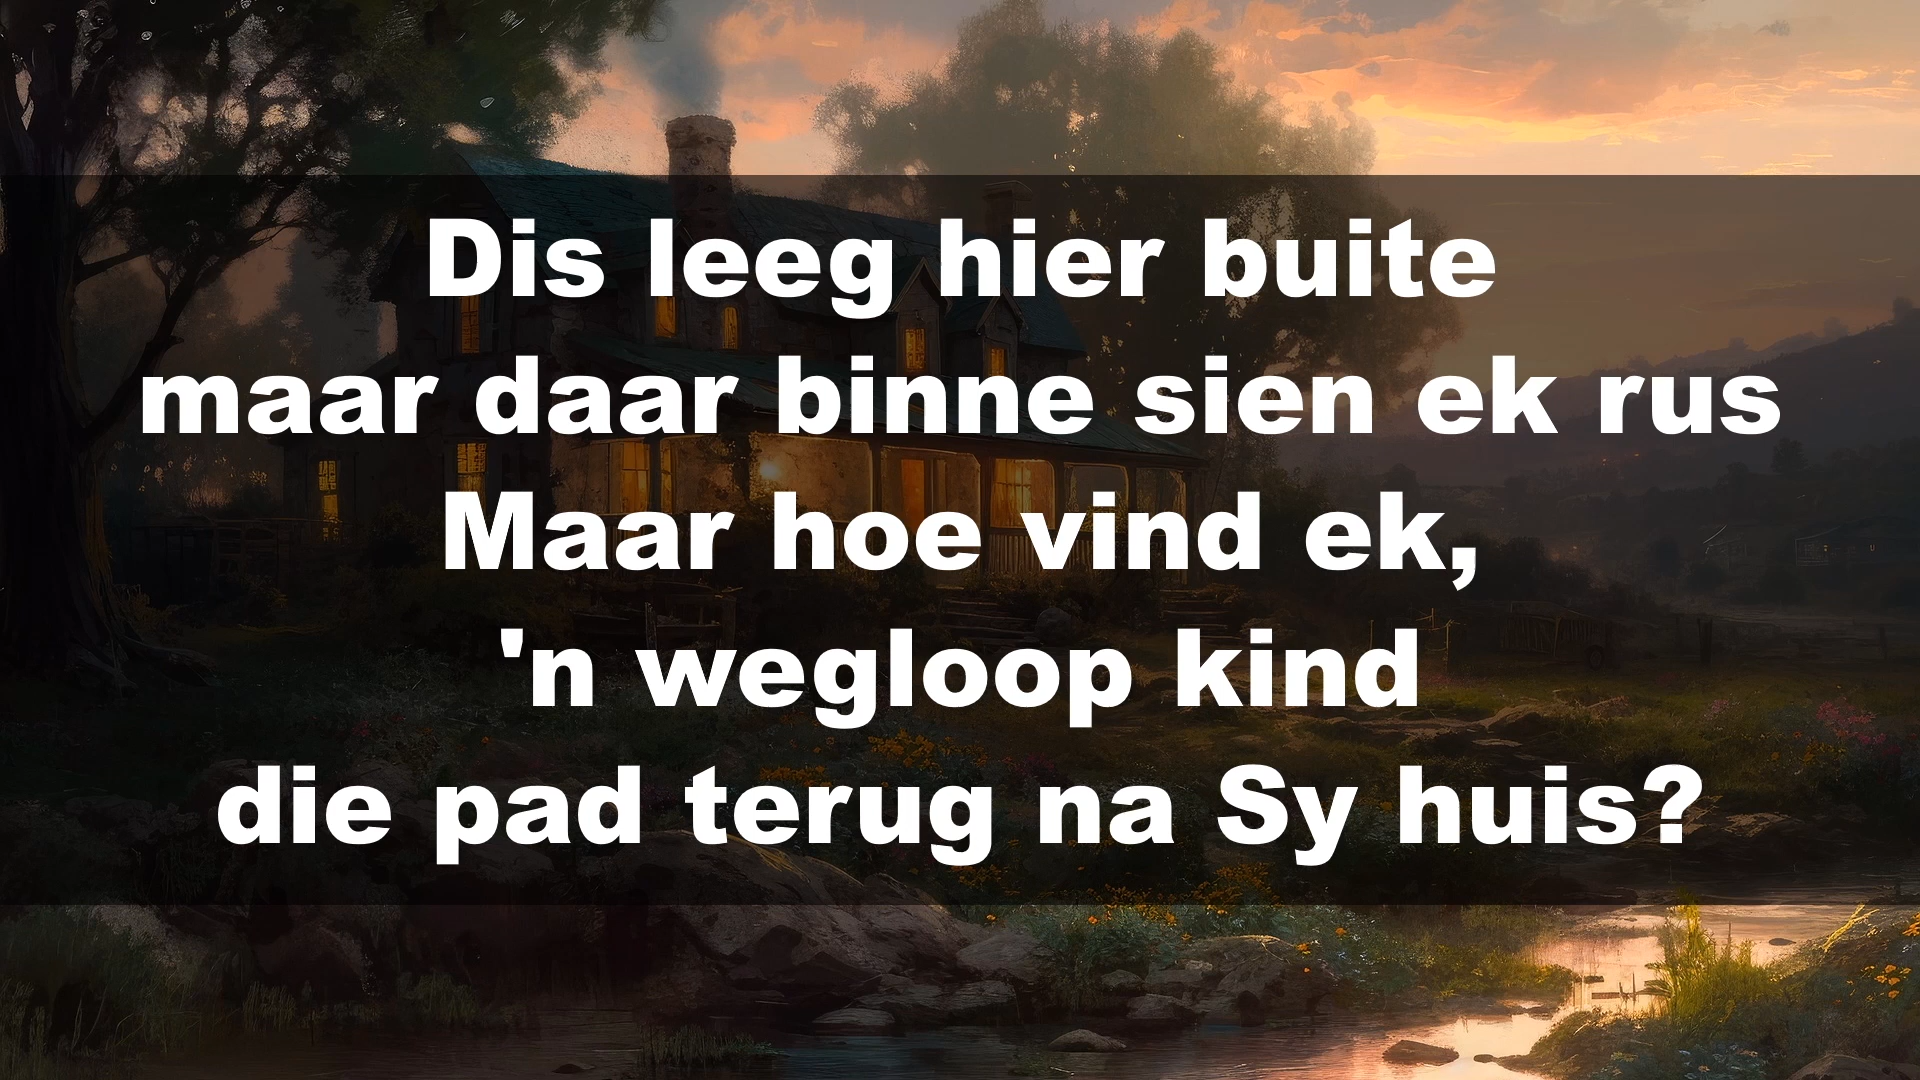 Dis leeg hier buite
maar daar binne sien ek rus
Maar hoe vind ek,
'n wegloop kind
die pad terug na Sy huis?